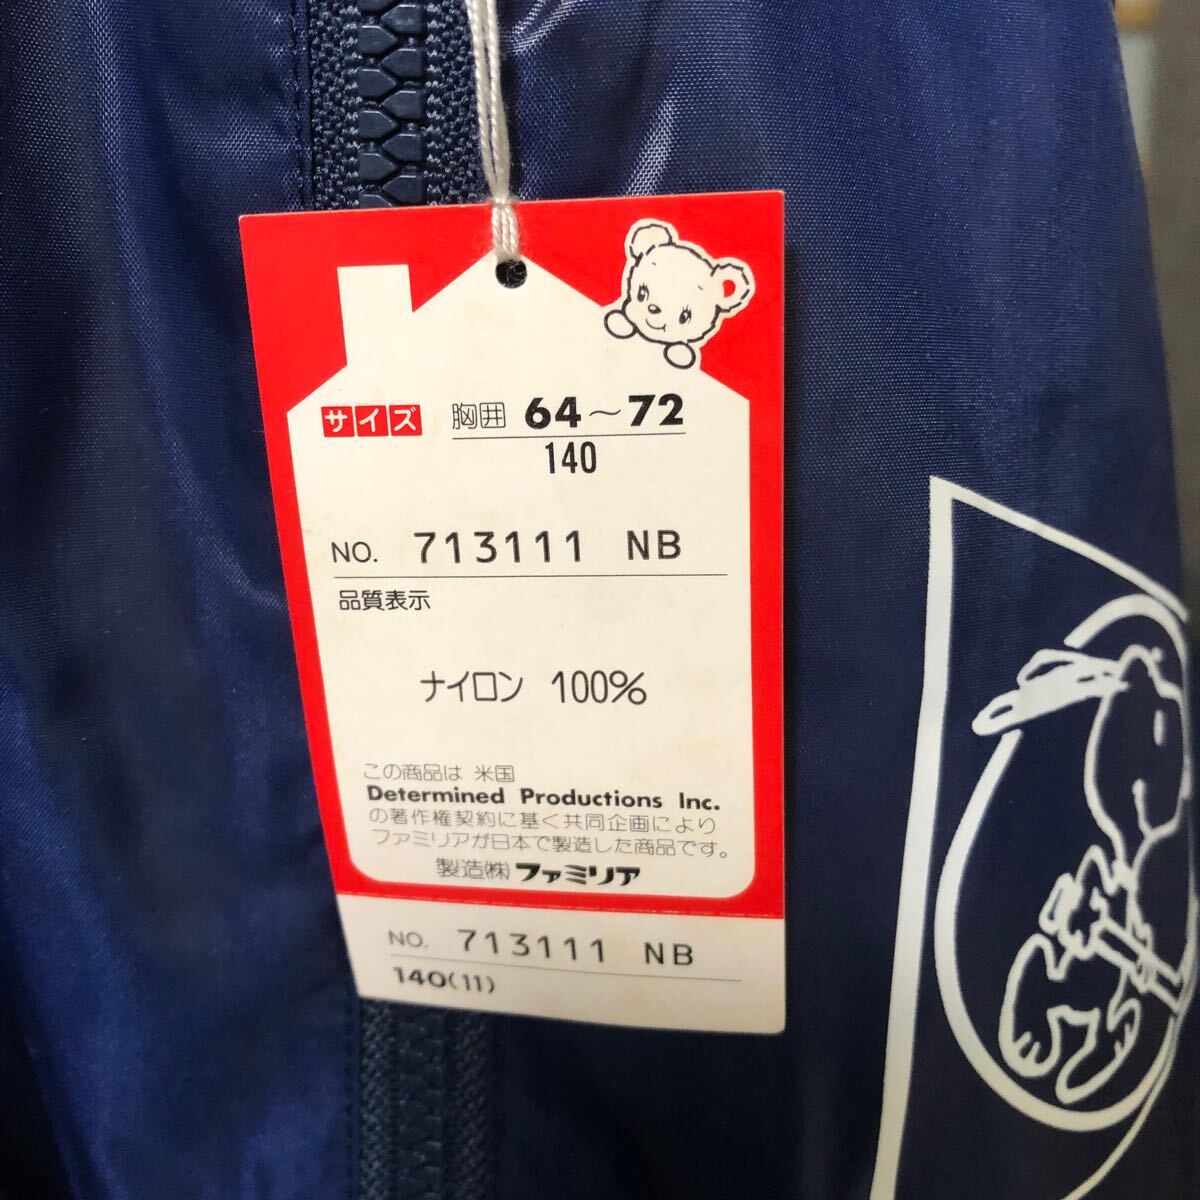 サイズ 胸囲 64～72
140
NO. 713111 NB
品質表示
ナイロン 100%
この商品は 米国
Determined Productions Inc.
の著作権契約に基く共同企画により
ファミリアが日本で製造した商品です。
製造㈱ファミリア
NO. 713111 NB
140(11)